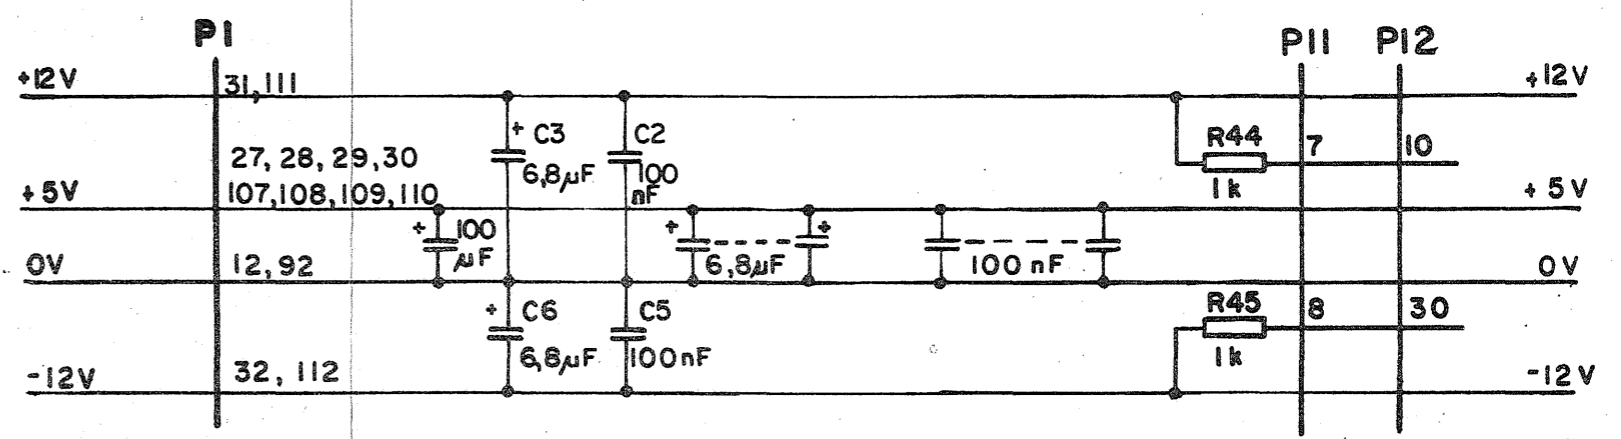 P1
P11 P12
+12V
31,111
+12V
+ C3
C2
R44
7
10
27, 28, 29,30
6,8µF
100
nF
1k
+5V
107,108,109,110
+ 5V
+ 100
µF
+
+
0V
12,92
6,8µF
100nF
0V
+ C6
C5
R45
8
30
6,8µF
100nF
1k
-12V
32, 112
-12V